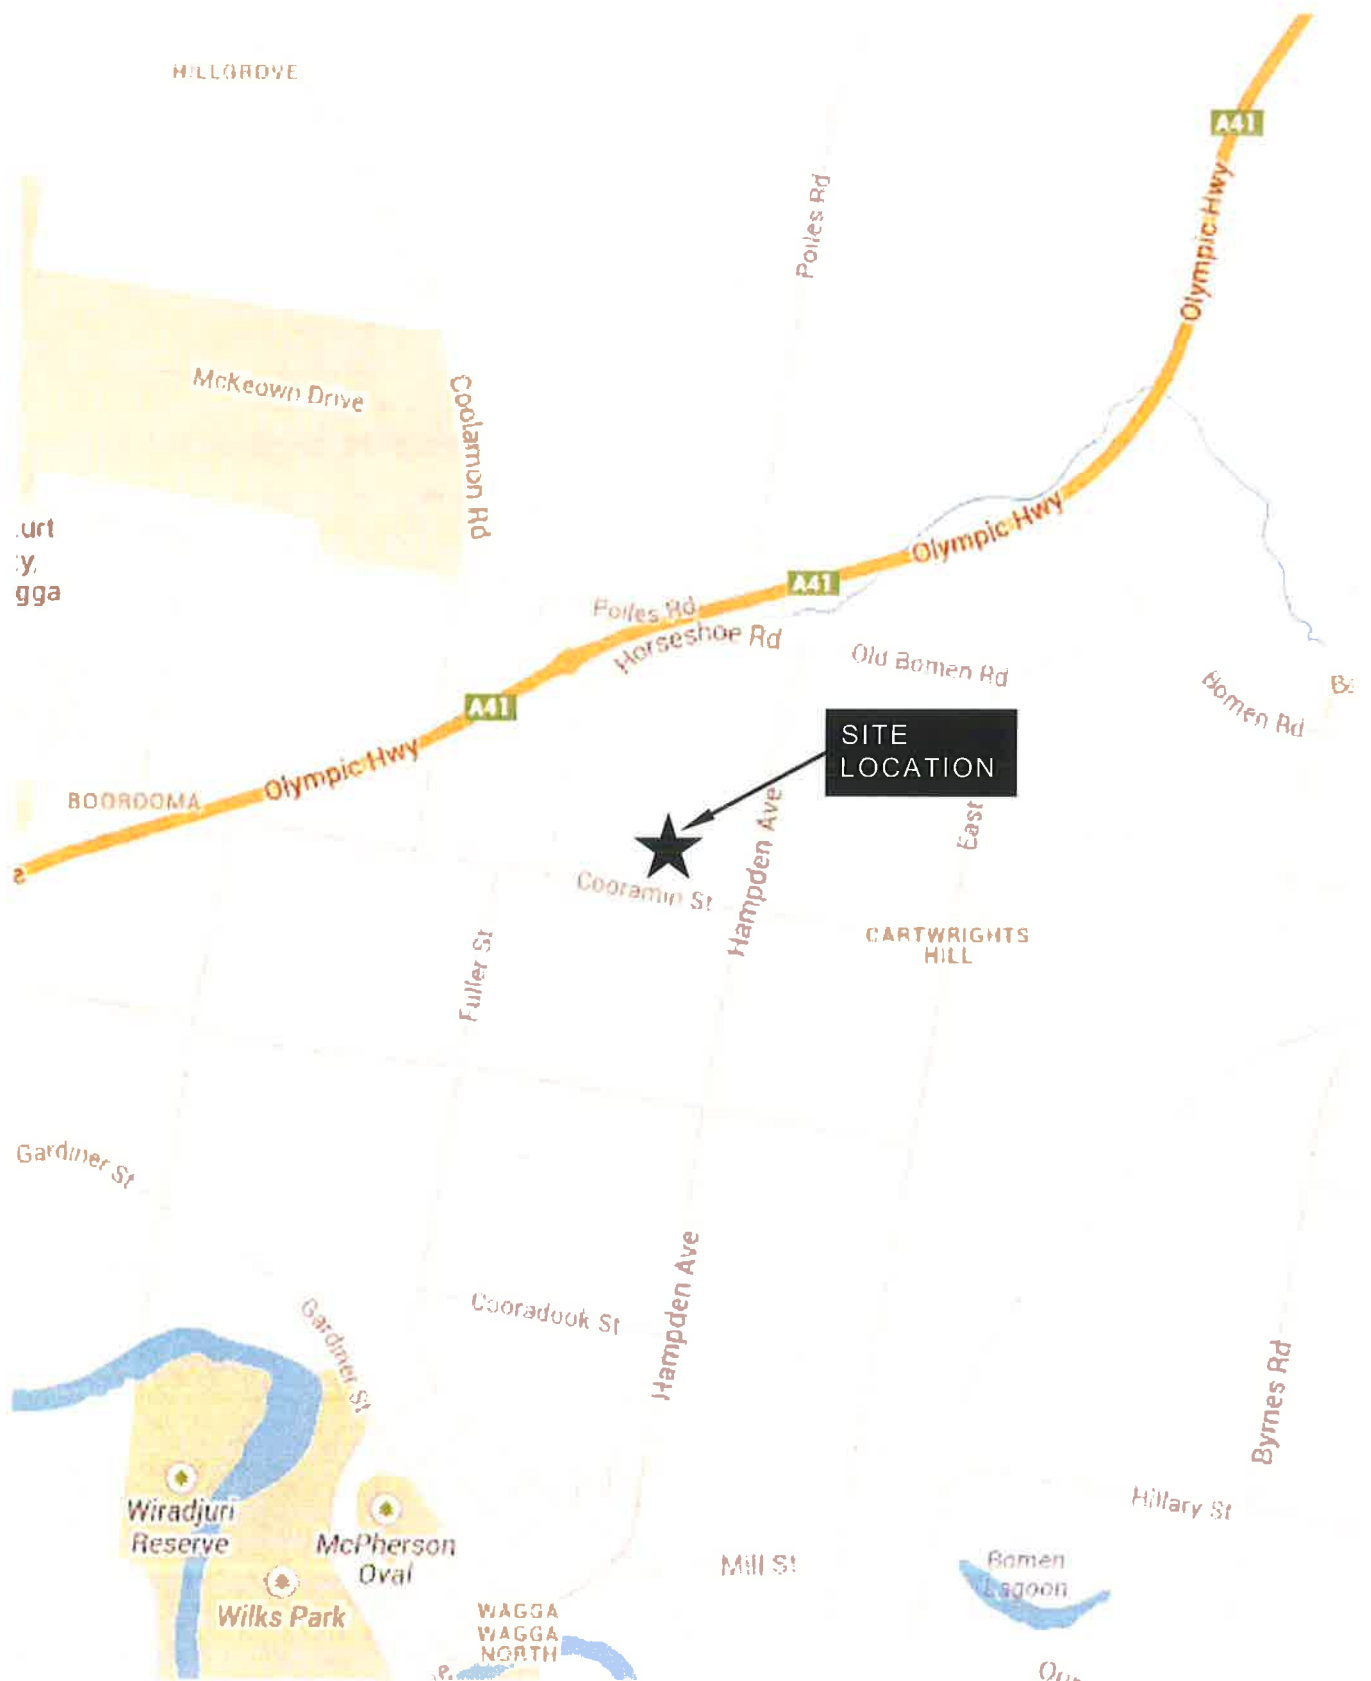 HILLGROVE
A41
Poiles Rd
Olympic Hwy
McKeown Drive
Coolamon Rd
urt
y,
gga
Olympic Hwy
A41
Poiles Rd
Horseshoe Rd
Old Bomen Rd
Bomen Rd
A41
SITE
LOCATION
Olympic Hwy
BOOROOMA
East
Hampden Ave
Cooramin St
CARTWRIGHTS
HILL
Fuller St
Gardiner St
Gardiner St
Cooradook St
Hampden Ave
Byrnes Rd
Wiradjuri
Reserve
McPherson
Oval
Hillary St
Mill St
Bomen
Lagoon
Wilks Park
WAGGA
WAGGA
NORTH